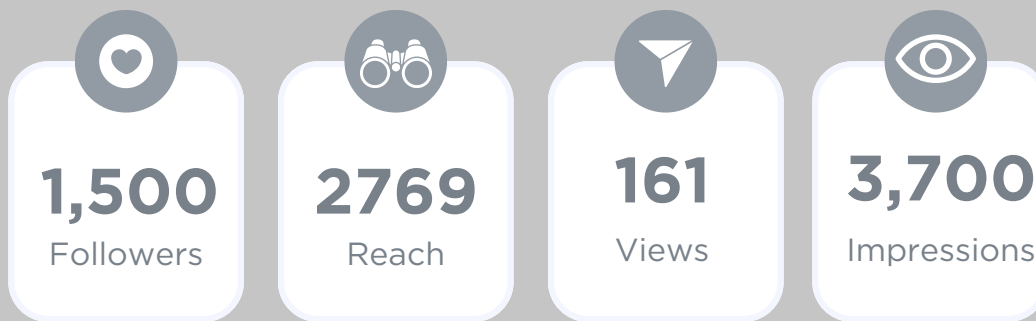 1,500
Followers
2769
Reach
161
Views
3,700
Impressions